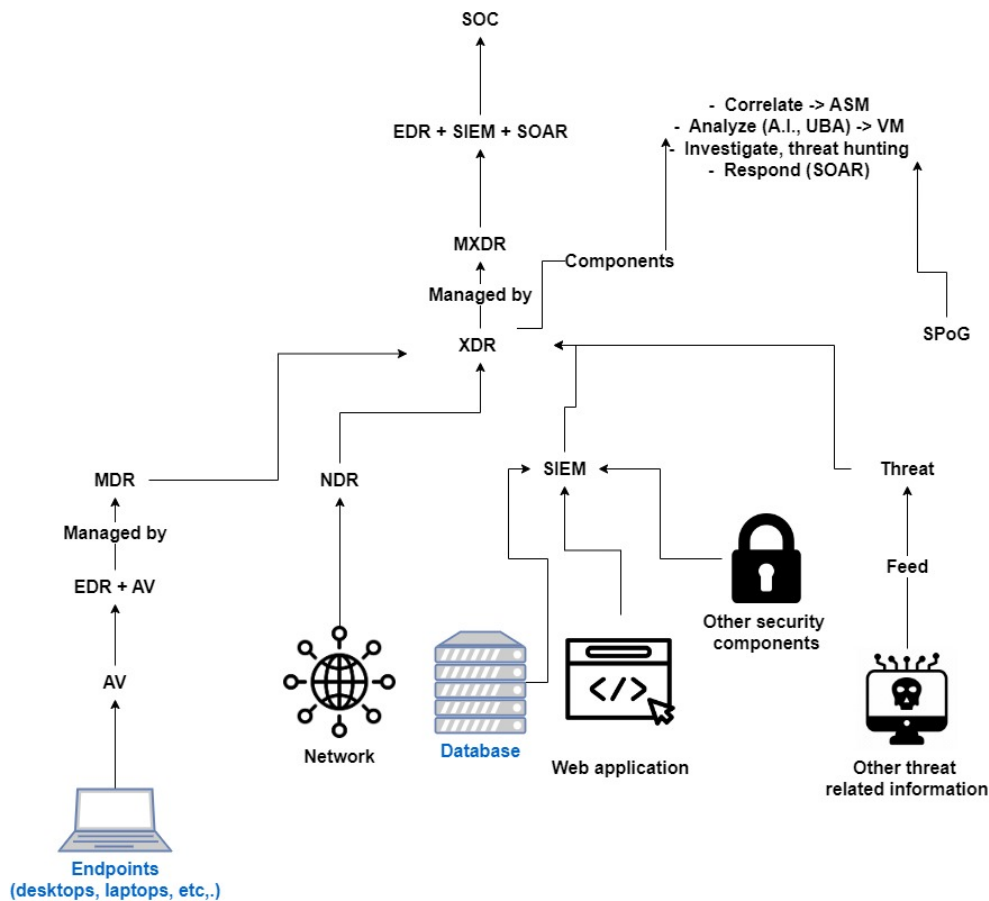 SOC
- Correlate -> ASM
EDR + SIEM + SOAR
- Analyze (A.I., UBA) -> VM
- Investigate, threat hunting
- Respond (SOAR)
MXDR
Components
Managed by
XDR
SPoG
MDR
NDR
SIEM
Threat
Managed by
EDR + AV
Feed
Other security
components
AV
Network
Database
Web application
Other threat
related information
Endpoints
(desktops, laptops, etc,.)